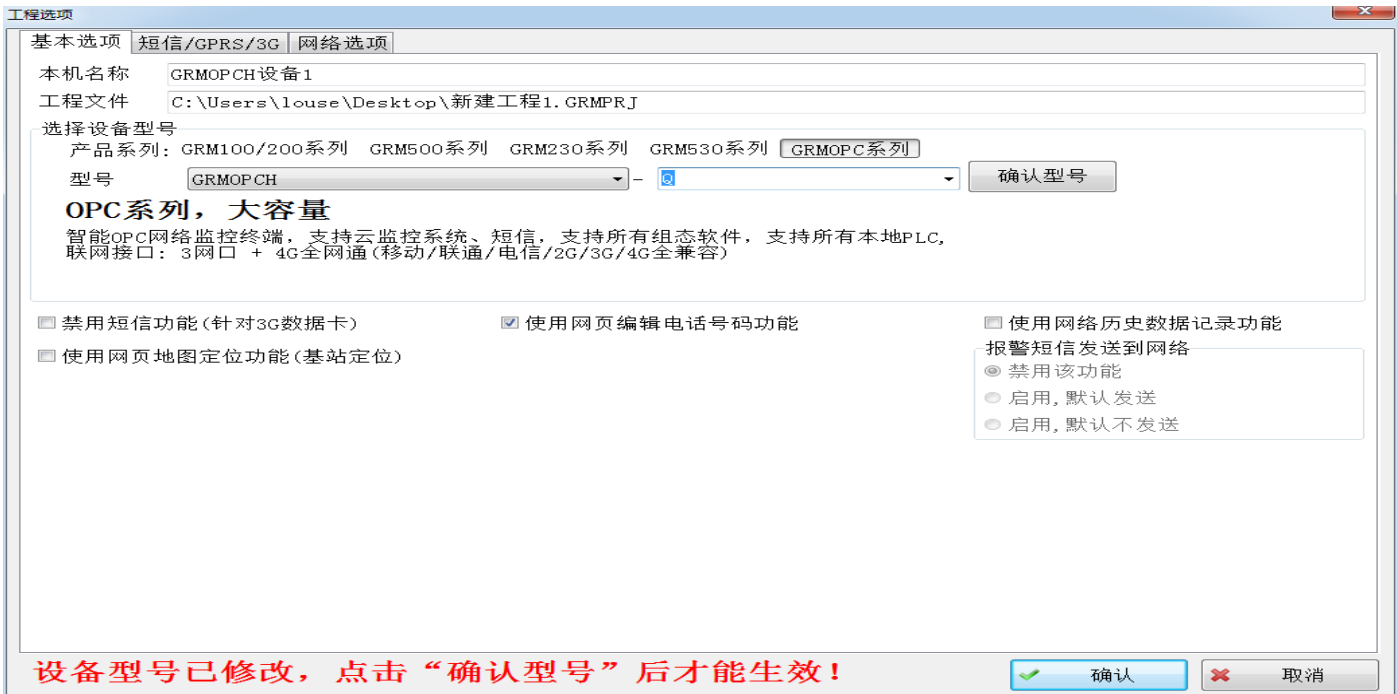 工程选项
基本选项 短信/GPRS/3G 网络选项
本机名称 GRMOPCH设备1
工程文件 C:\Users\louse\Desktop\新建工程1.GRMPRJ
选择设备型号
产品系列: GRM100/200系列 GRM500系列 GRM230系列 GRM530系列 GRMOPC系列
型号 GRMOPCH - Q 确认型号
OPC系列，大容量
智能OPC网络监控终端，支持云监控系统、短信，支持所有组态软件，支持所有本地PLC,
联网接口: 3网口 + 4G全网通(移动/联通/电信/2G/3G/4G全兼容)
禁用短信功能(针对3G数据卡) 使用网页编辑电话号码功能 使用网络历史数据记录功能
使用网页地图定位功能(基站定位)
报警短信发送到网络
禁用该功能
启用,默认发送
启用,默认不发送
设备型号已修改，点击“确认型号”后才能生效！ 确认 取消